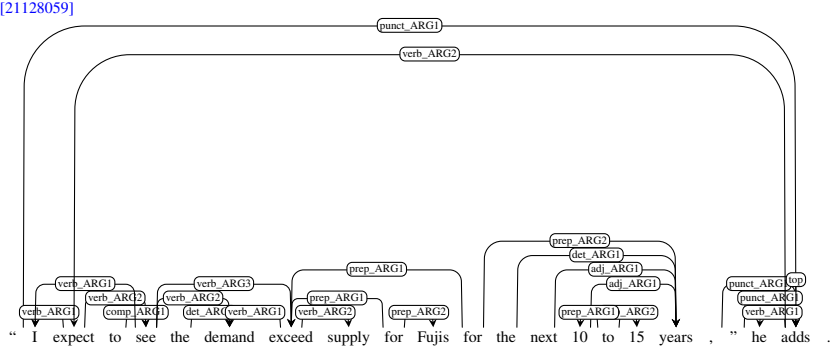 [21128059]
punct_ARG1
verb_ARG2
prep_ARG2
det_ARG1
prep_ARG1 adj_ARG1
verb_ARG1 verb_ARG3 adj_ARG1 punct_ARG1 top
verb_ARG2 verb_ARG2 prep_ARG1 punct_ARG1
verb_ARG1 comp_ARG1 det_ARG1 verb_ARG1 verb_ARG2 prep_ARG2 prep_ARG1 prep_ARG2 verb_ARG1
“ I expect to see the demand exceed supply for Fujis for the next 10 to 15 years , ” he adds .